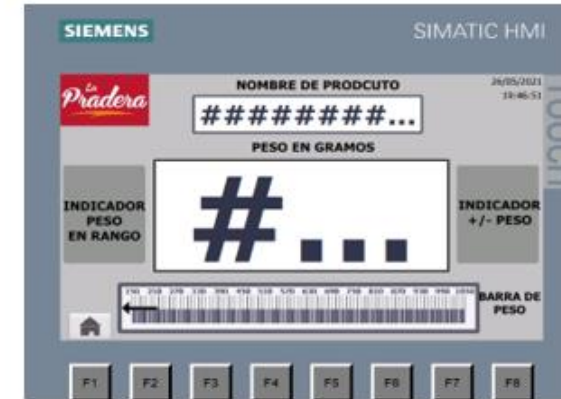 SIEMENS
SIMATIC HMI
La
Pradera
NOMBRE DE PRODCUTO
26/05/2021
19:46:51
########...
PESO EN GRAMOS
TOUCH
INDICADOR
PESO
EN RANGO
#...
INDICADOR
+/- PESO
BARRA DE
PESO
F1 F2 F3 F4 F5 F6 F7 F8